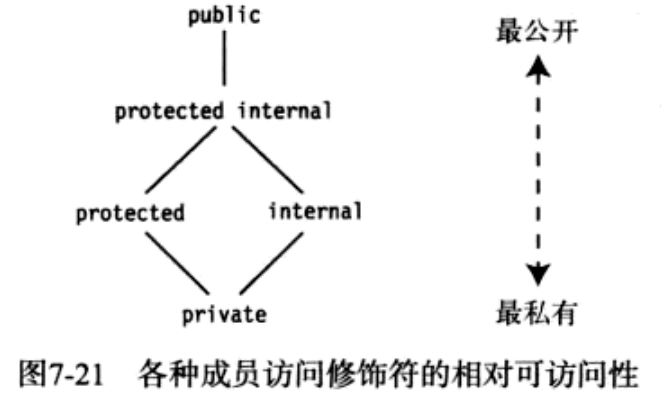 public
最公开
protected internal
protected
internal
private
最私有
图7-21 各种成员访问修饰符的相对可访问性